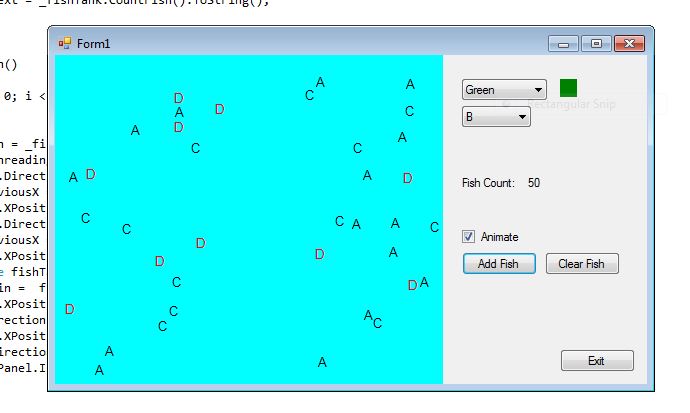 ext = _fishTank.CountFish().ToString();
Form1
n()
0; i <
n = _fi
hreadin
.Direct
viousX
.XPosit
.Direct
viousX
.XPosit
e fishT
in = f
.XPosit
rection
.XPosit
irectio
Panel.I
A
A
D
C
D
A
C
A
D
A
C
C
A
D
A
A
D
C
C
A
A
C
C
D
D
A
D
C
D
A
D
C
A
C
C
A
A
A
Green
Rectangular Snip
B
Fish Count: 50
Animate
Add Fish
Clear Fish
Exit